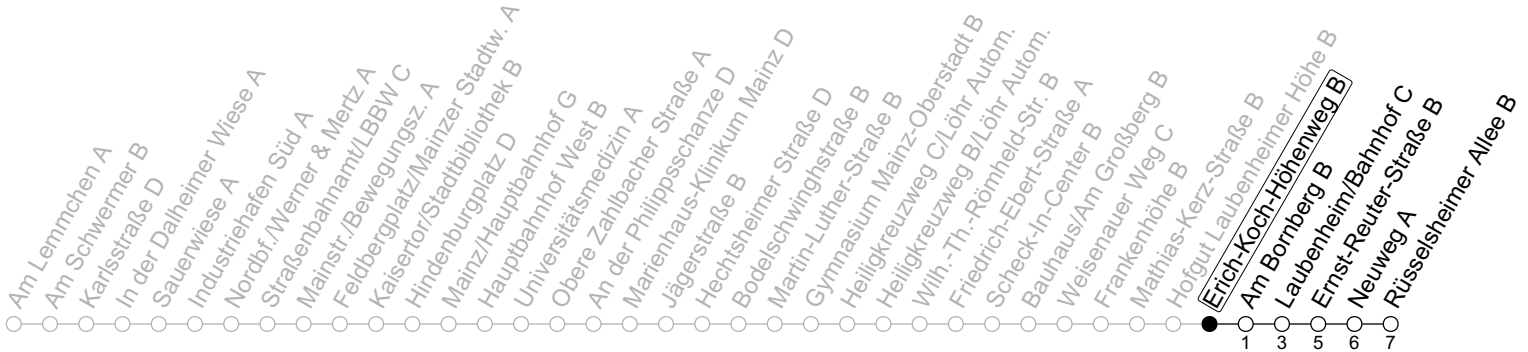 Am Lemmchen A
Am Schwermer B
Karlsstraße D
In der Dalheimer Wiese A
Sauerwiese A
Industriehafen Süd A
Nordbf./Werner & Mertz A
Straßenbahnamt/LBBW C
Mainstr./Bewegungsz. A
Feldbergplatz/Mainzer Stadtw. A
Kaisertor/Stadtbibliothek B
Hindenburgplatz D
Mainz/Hauptbahnhof G
Hauptbahnhof West B
Universitätsmedizin A
Obere Zahlbacher Straße A
An der Philippsschanze D
Marienhaus-Klinikum Mainz D
Jägerstraße B
Hechtsheimer Straße D
Bodelschwinghstraße B
Martin-Luther-Straße B
Gymnasium Mainz-Oberstadt B
Heiligkreuzweg C/Löhr Autom.
Heiligkreuzweg B/Löhr Autom.
Wilh.-Th.-Römheld-Str. B
Friedrich-Ebert-Straße A
Scheck-In-Center B
Bauhaus/Am Großberg B
Weisenauer Weg C
Frankenhöhe B
Mathias-Kerz-Straße B
Hofgut Laubenheimer Höhe B
Erich-Koch-Höhenweg B
Am Bornberg B
Laubenheim/Bahnhof C
Ernst-Reuter-Straße B
Neuweg A
Rüsselsheimer Allee B
1 3 5 6 7